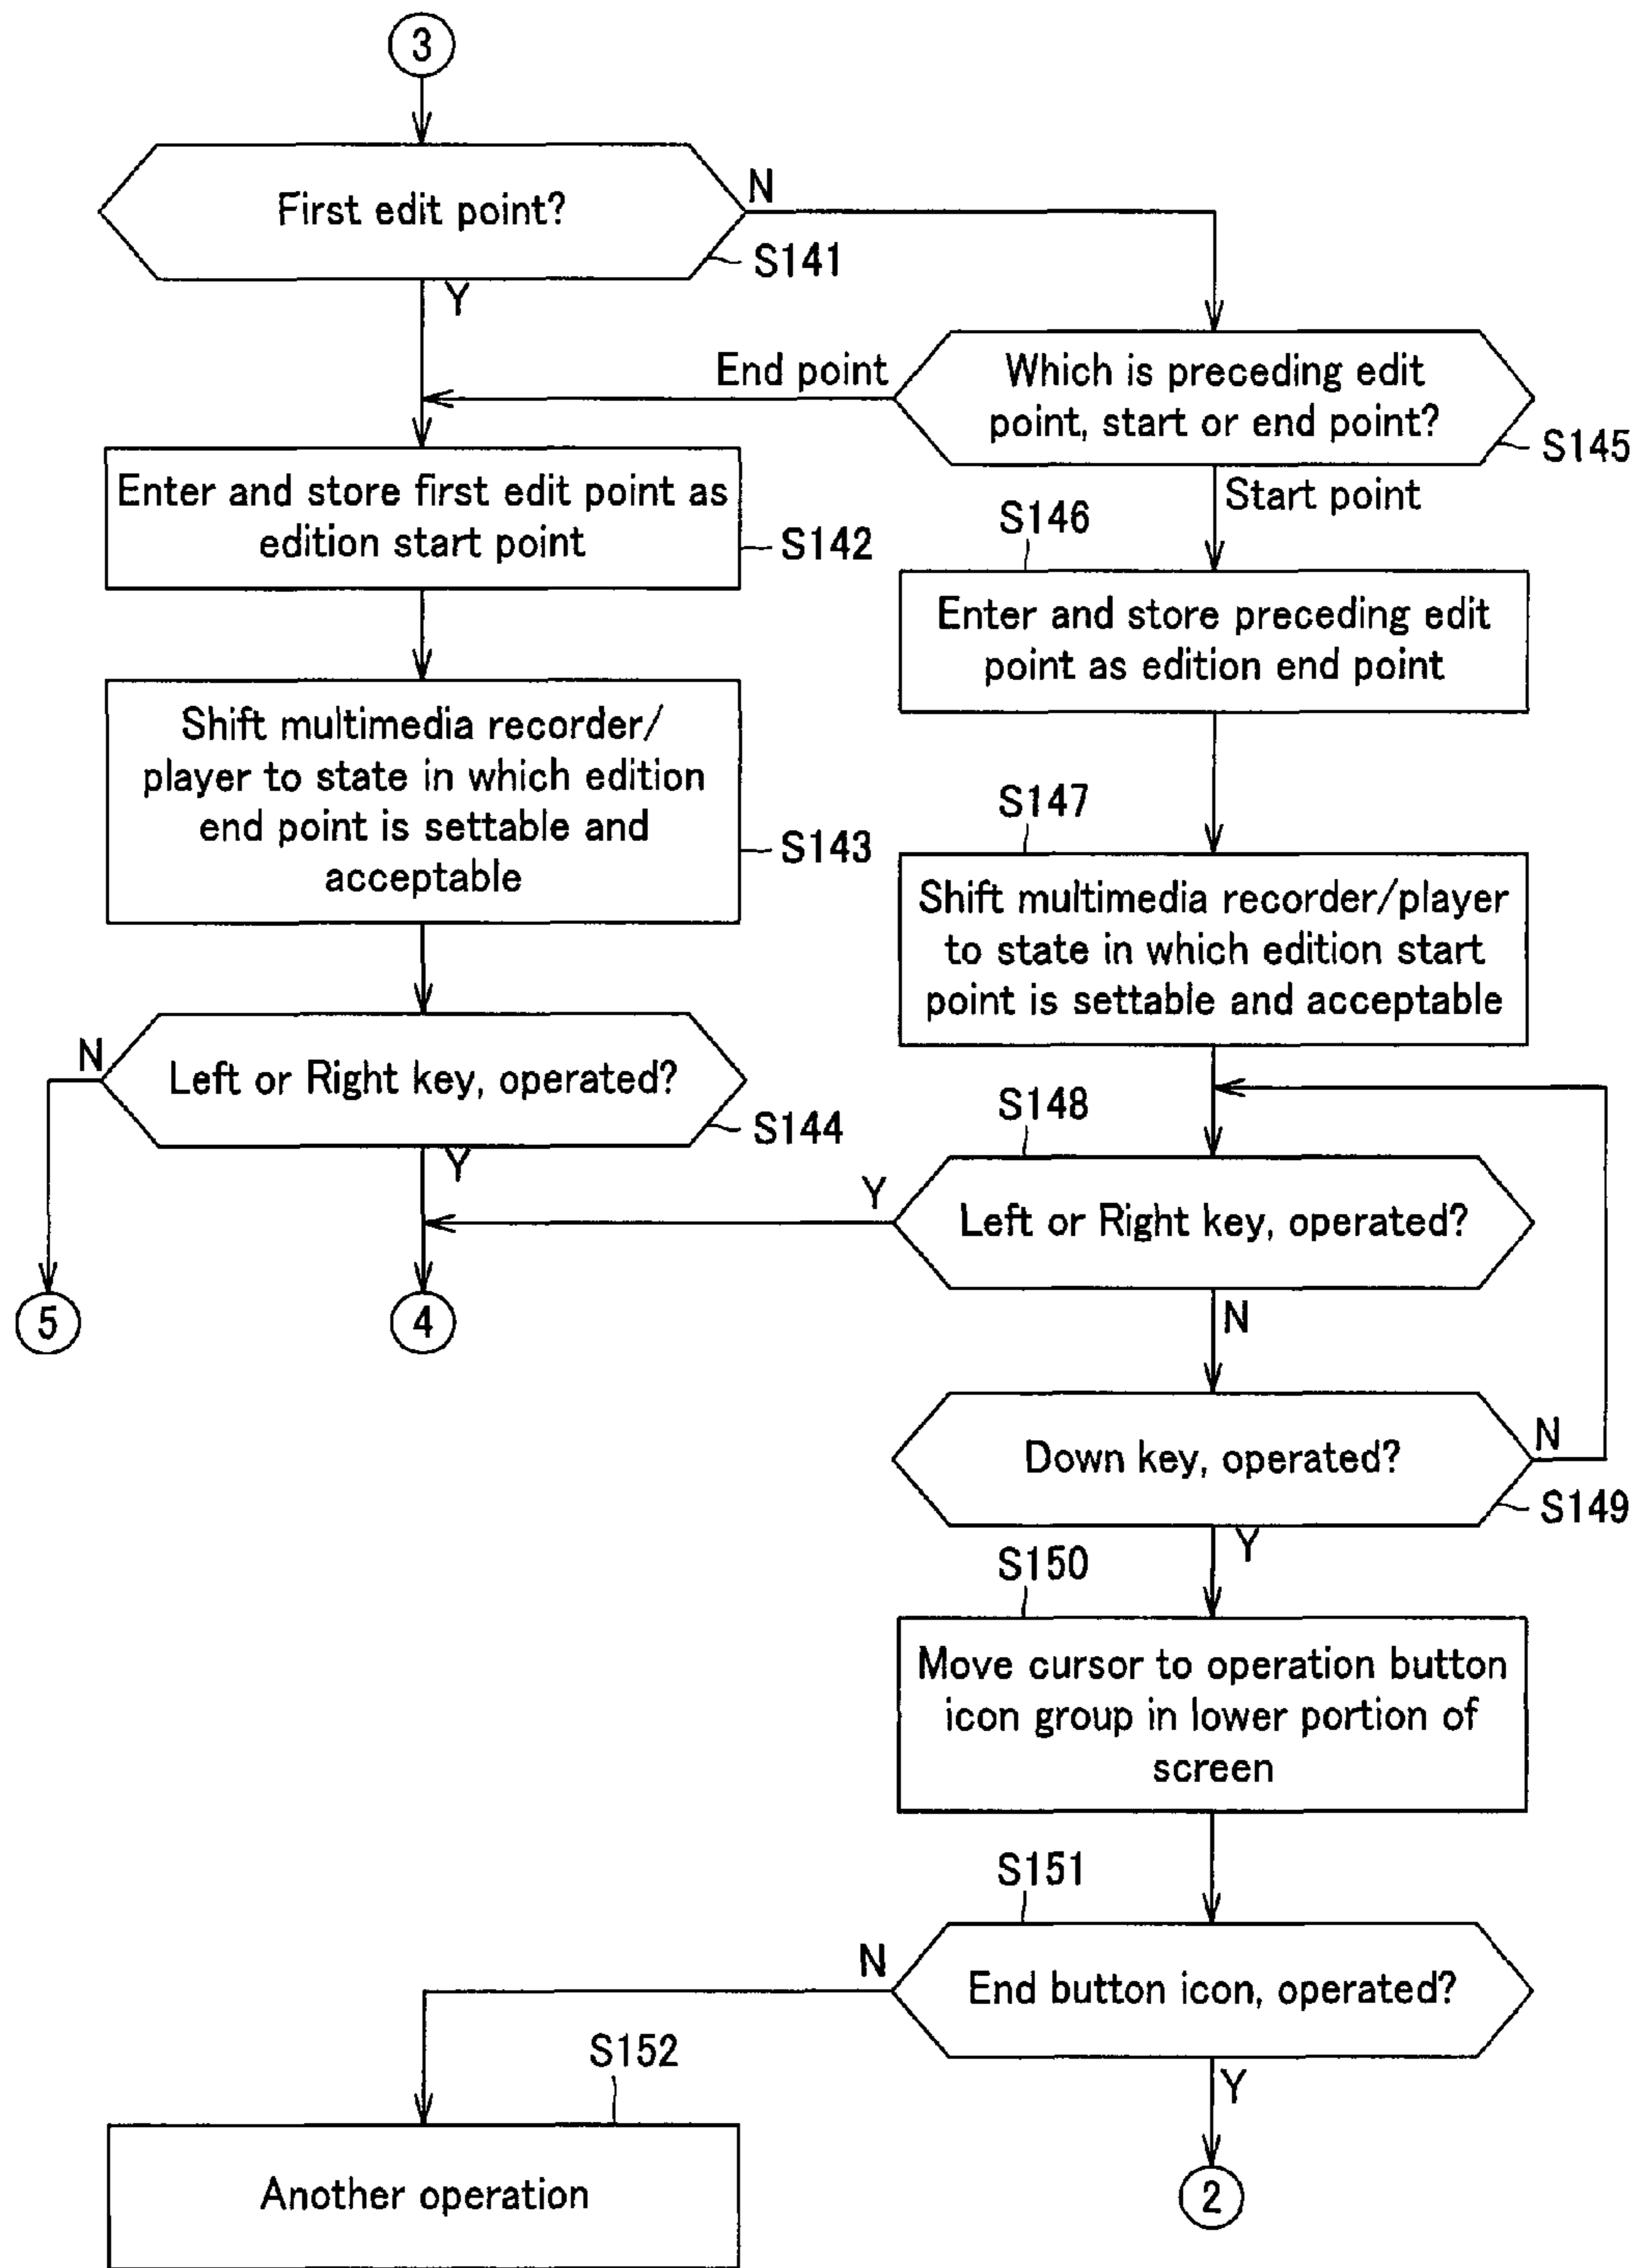 3
First edit point?
N
S141
Y
Which is preceding edit
point, start or end point?
S145
End point
Start point
Enter and store first edit point as
edition start point
S142
S146
Enter and store preceding edit
point as edition end point
Shift multimedia recorder/
player to state in which edition
end point is settable and
acceptable
S143
S147
Shift multimedia recorder/player
to state in which edition start
point is settable and acceptable
N
Left or Right key, operated?
S144
Y
S148
Y
Left or Right key, operated?
N
5
4
Down key, operated?
N
S149
Y
S150
Move cursor to operation button
icon group in lower portion of
screen
S151
N
End button icon, operated?
Y
S152
Another operation
2